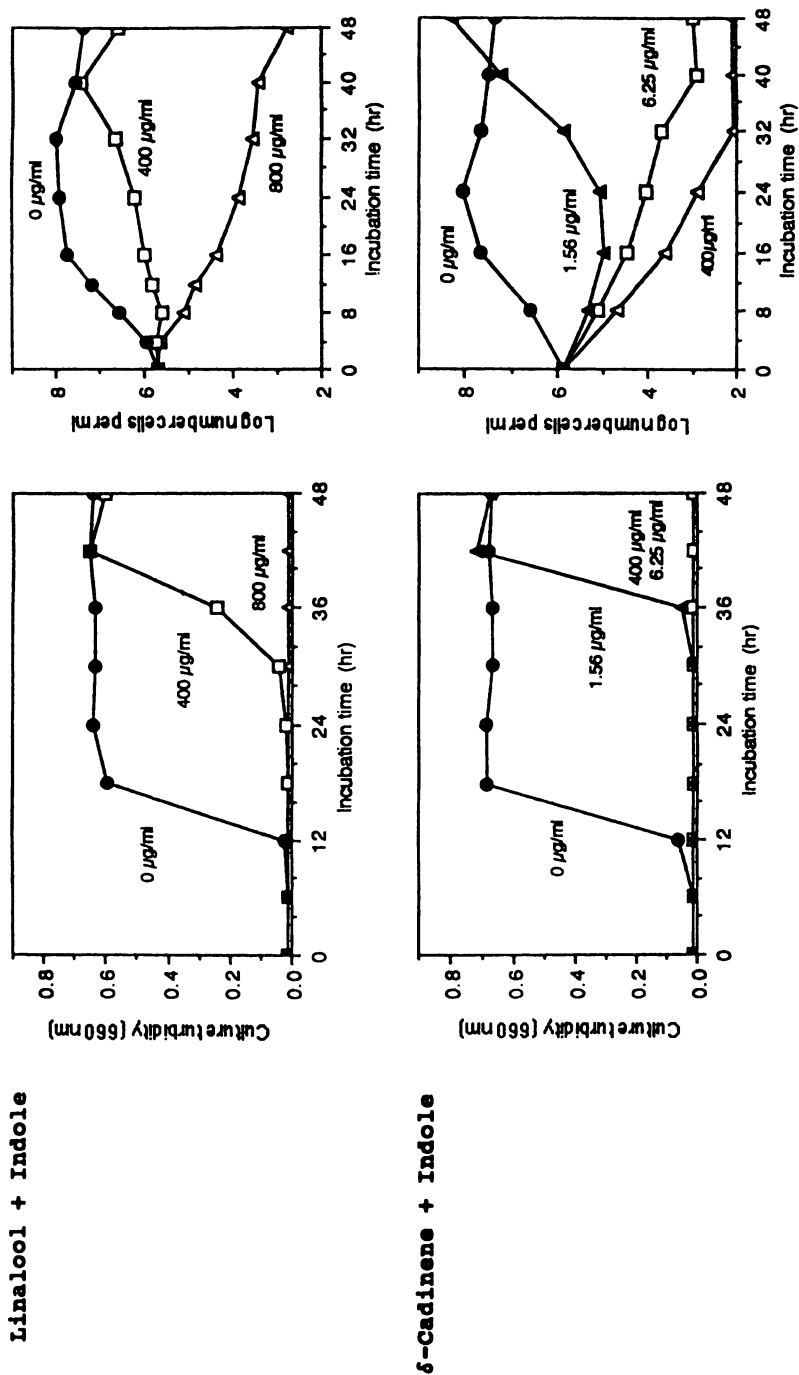 Linalool + Indole
Culture turbidity (660 nm)
0.8
0.6
0.4
0.2
0.0
0 µg/ml
400 µg/ml
800 µg/ml
0
12
24
36
48
Incubation time (hr)
Log number cells per ml
8
6
4
2
0 µg/ml
400 µg/ml
800 µg/ml
0
8
16
24
32
40
48
Incubation time (hr)
δ-Cadinene + Indole
Culture turbidity (660 nm)
0.8
0.6
0.4
0.2
0.0
0 µg/ml
1.56 µg/ml
400 µg/ml
6.25 µg/ml
0
12
24
36
48
Incubation time (hr)
Log number cells per ml
8
6
4
2
0 µg/ml
1.56 µg/ml
6.25 µg/ml
400 µg/ml
0
8
16
24
32
40
48
Incubation time (hr)